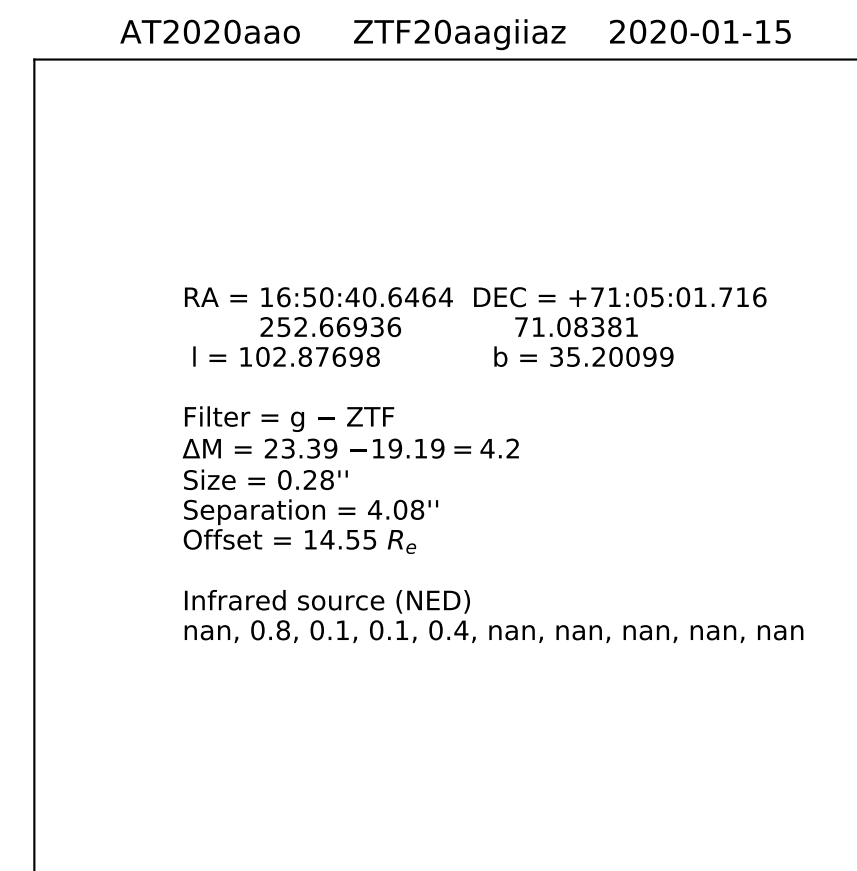 AT2020aao ZTF20aagiiaz 2020-01-15
RA = 16:50:40.6464 DEC = +71:05:01.716
252.66936 71.08381
l = 102.87698 b = 35.20099
Filter = g − ZTF
ΔM = 23.39 −19.19 = 4.2
Size = 0.28''
Separation = 4.08''
Offset = 14.55 Re
Infrared source (NED)
nan, 0.8, 0.1, 0.1, 0.4, nan, nan, nan, nan, nan